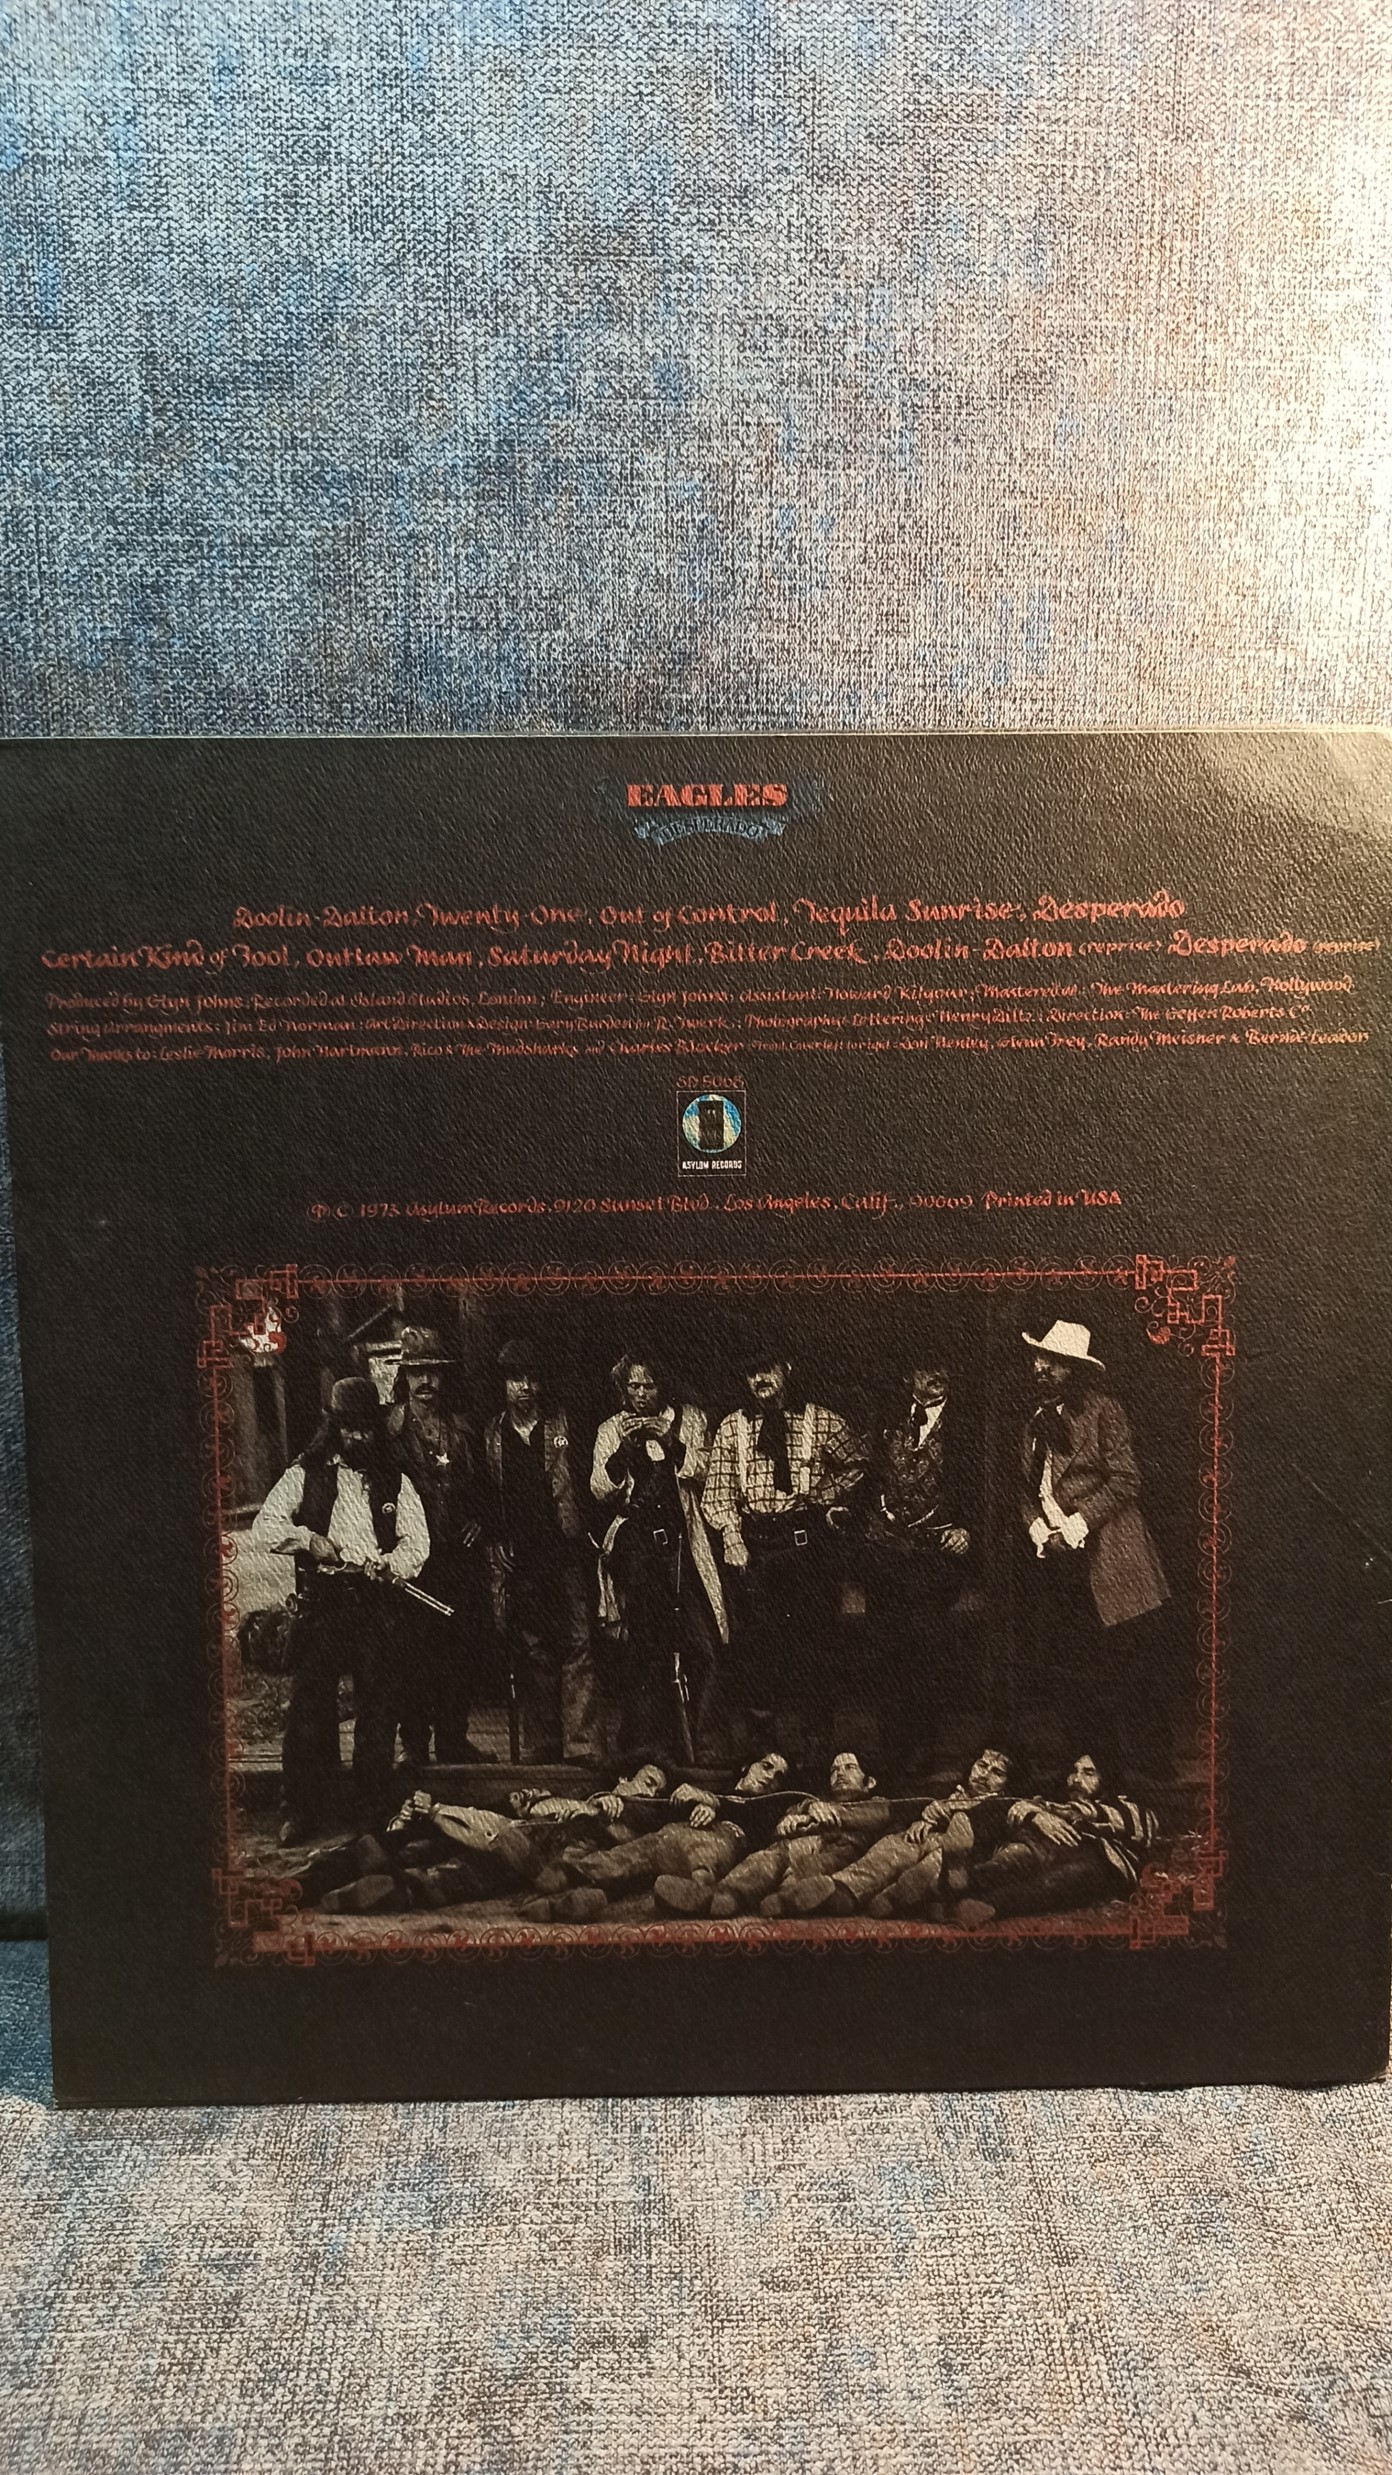 EAGLES
DESPERADO
Doolin-Dalton, Twenty-One, Out of Control, Tequila Sunrise, Desperado
Certain Kind of Fool, Outlaw Man, Saturday Night, Bitter Creek, Doolin-Dalton (reprise) Desperado (reprise)
Produced by Glyn Johns, Recorded at Island Studios, London; Engineer: Glyn Johns; Assistant: Howard Kilgour, Mastered at: The Mastering Lab, Hollywood
String Arrangments: Jim Ed Norman; Art Direction & Design: Gary Burden for R. Twerk; Photography & Lettering: Henry Diltz; Direction: The Geffen Roberts Co
Our Thanks to: Leslie Morris, John Hartmann, Rico & The Mudsharks and Charles Blocker (Front Cover left to right: Don Henley, Glenn Frey, Randy Meisner & Bernie Leadon
SD 5068
ASYLUM RECORDS
Ⓟ © 1973 Asylum Records, 9120 Sunset Blvd., Los Angeles, Calif., 90069 Printed in USA